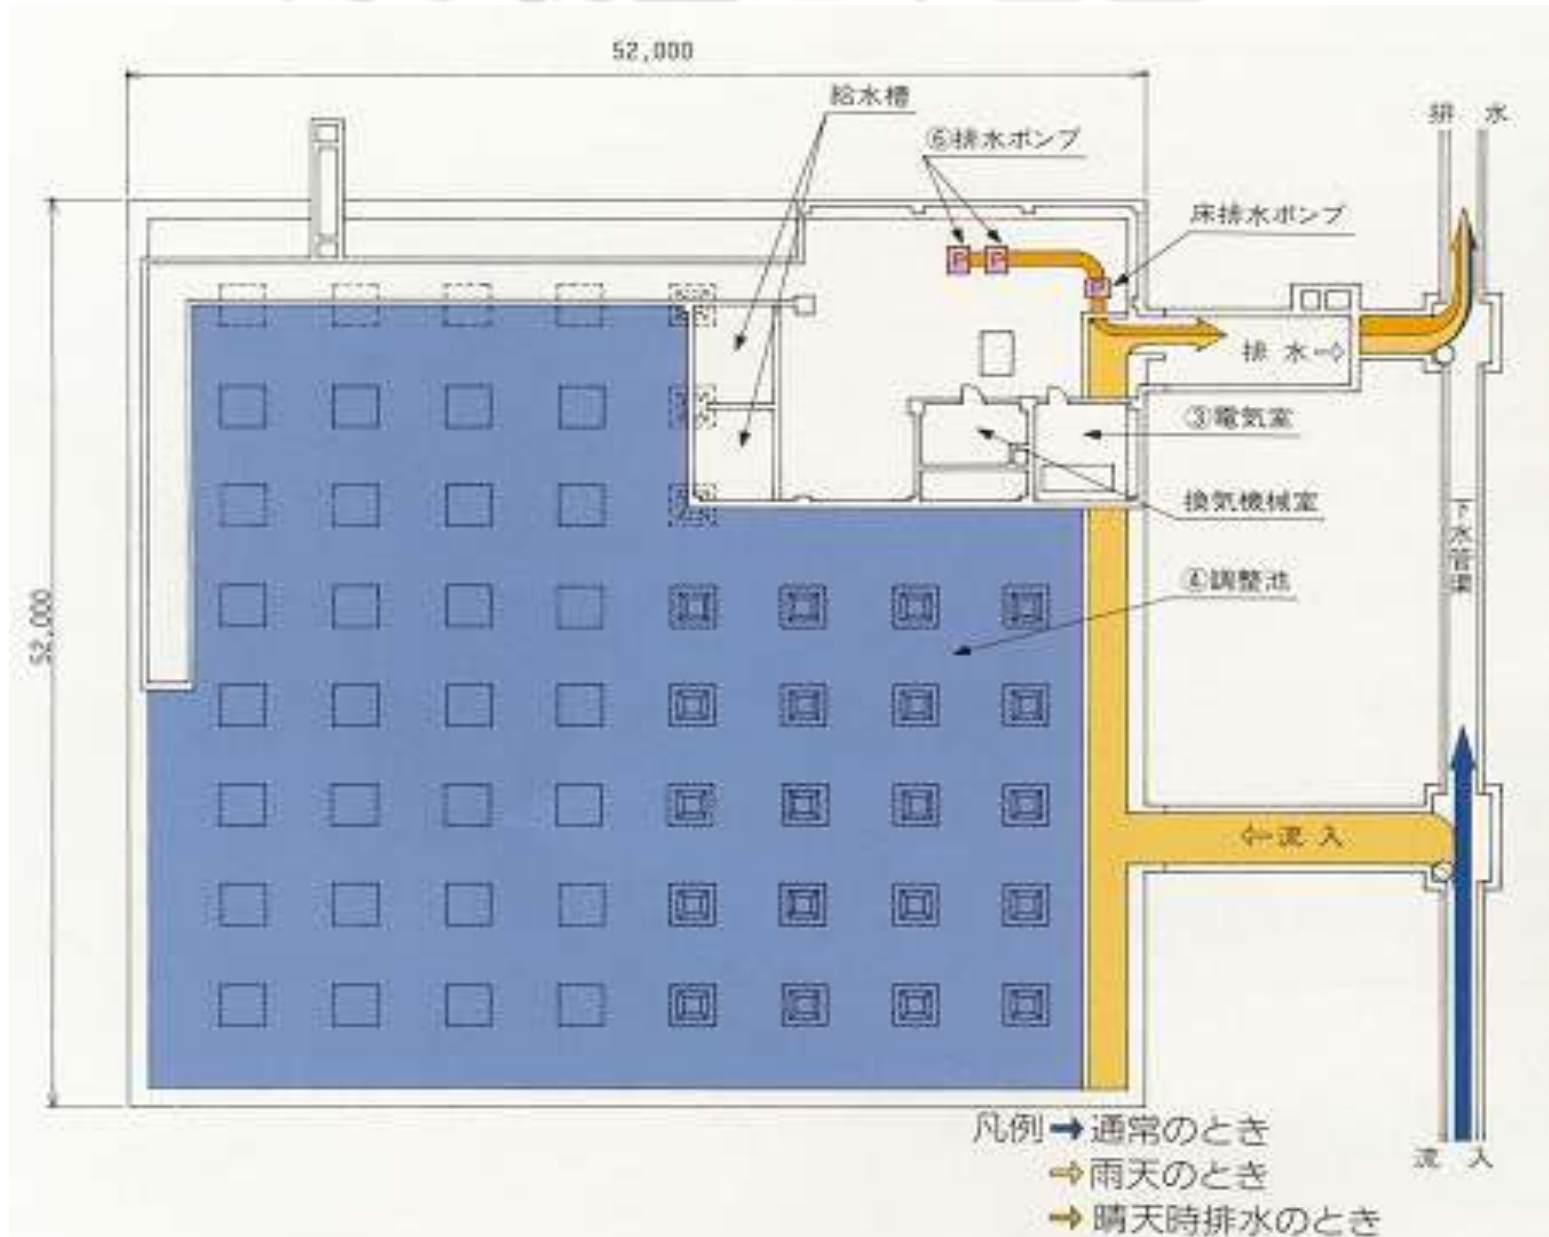 52,000
給水槽
⑥排水ポンプ
排 水
床排水ポンプ
P
P
排 水⇨
③電気室
換気機械室
下水管渠
④調整池
52,000
⇦流 入
凡例➡通常のとき
⇨雨天のとき
➡晴天時排水のとき
流 入